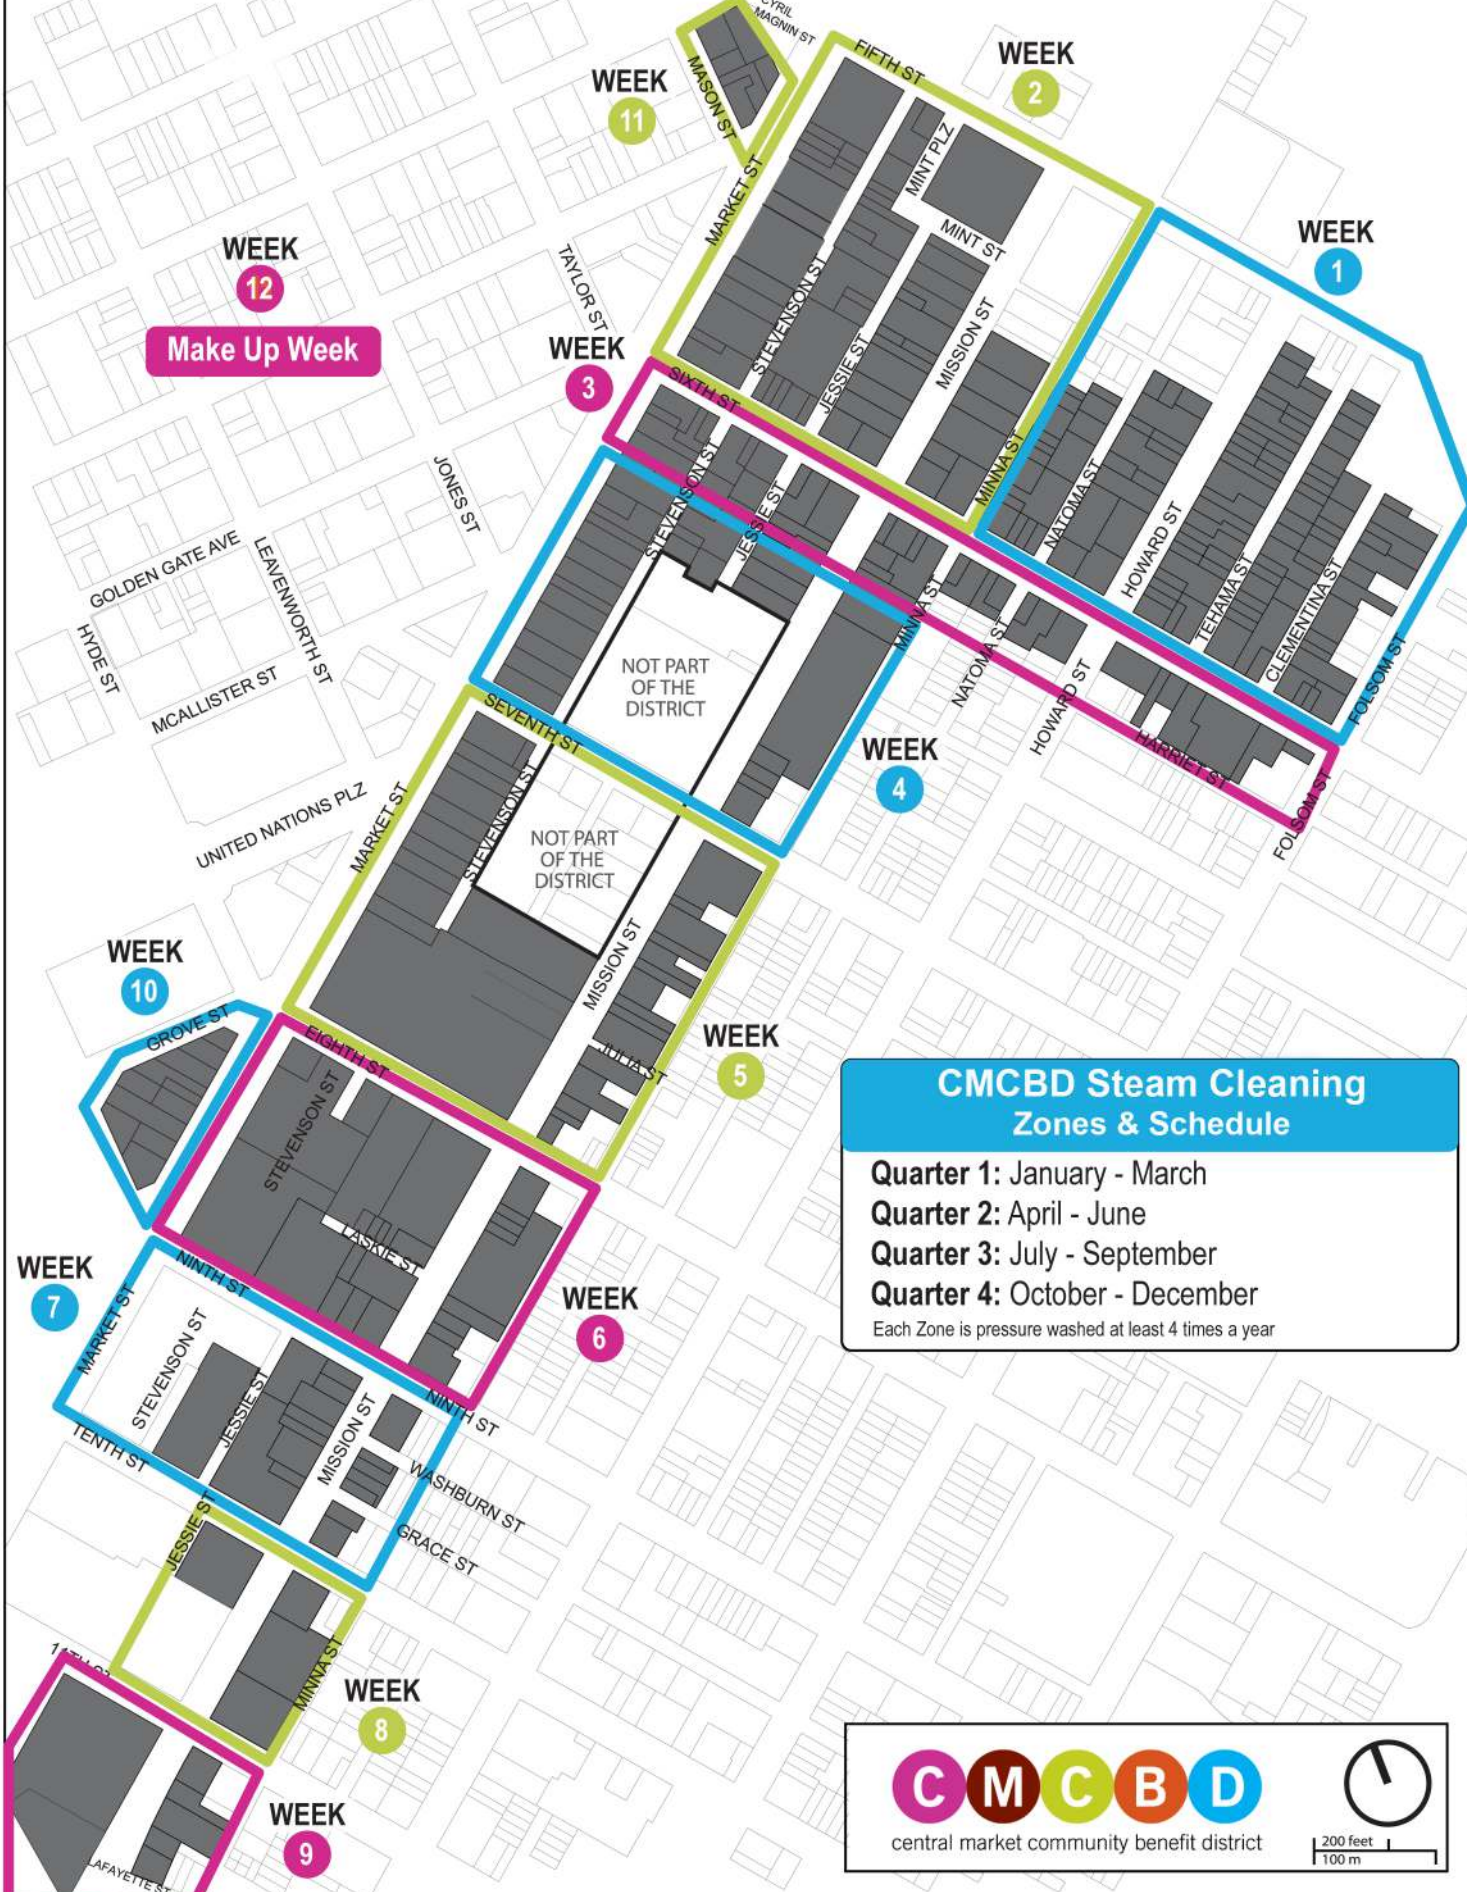 CYRIL
MAGNIN ST
FIFTH ST
WEEK
2
WEEK
11
MASON ST
MINT PLZ
MARKET ST
MINT ST
WEEK
1
WEEK
12
Make Up Week
TAYLOR ST
STEVENSON ST
JESSIE ST
MISSION ST
WEEK
3
SIXTH ST
MINNA ST
NATOMA ST
HOWARD ST
TEHAMA ST
CLEMENTINA ST
FOLSOM ST
JONES ST
STEVENSON ST
JESSIE ST
GOLDEN GATE AVE
LEAVENWORTH ST
HYDE ST
MCALLISTER ST
MINNA ST
NATOMA ST
HOWARD ST
HARRIET ST
FOLSOM ST
NOT PART
OF THE
DISTRICT
SEVENTH ST
WEEK
4
UNITED NATIONS PLZ
MARKET ST
STEVENSON ST
NOT PART
OF THE
DISTRICT
MISSION ST
WEEK
10
GROVE ST
EIGHTH ST
JULIA ST
WEEK
5
CMCBD Steam Cleaning
Zones & Schedule
Quarter 1: January - March
Quarter 2: April - June
Quarter 3: July - September
Quarter 4: October - December
Each Zone is pressure washed at least 4 times a year
STEVENSON ST
LASKIE ST
WEEK
7
NINTH ST
WEEK
6
MARKET ST
STEVENSON ST
JESSIE ST
MISSION ST
NINTH ST
TENTH ST
WASHBURN ST
GRACE ST
JESSIE ST
MINNA ST
WEEK
8
WEEK
9
C M C B D
central market community benefit district
200 feet
100 m